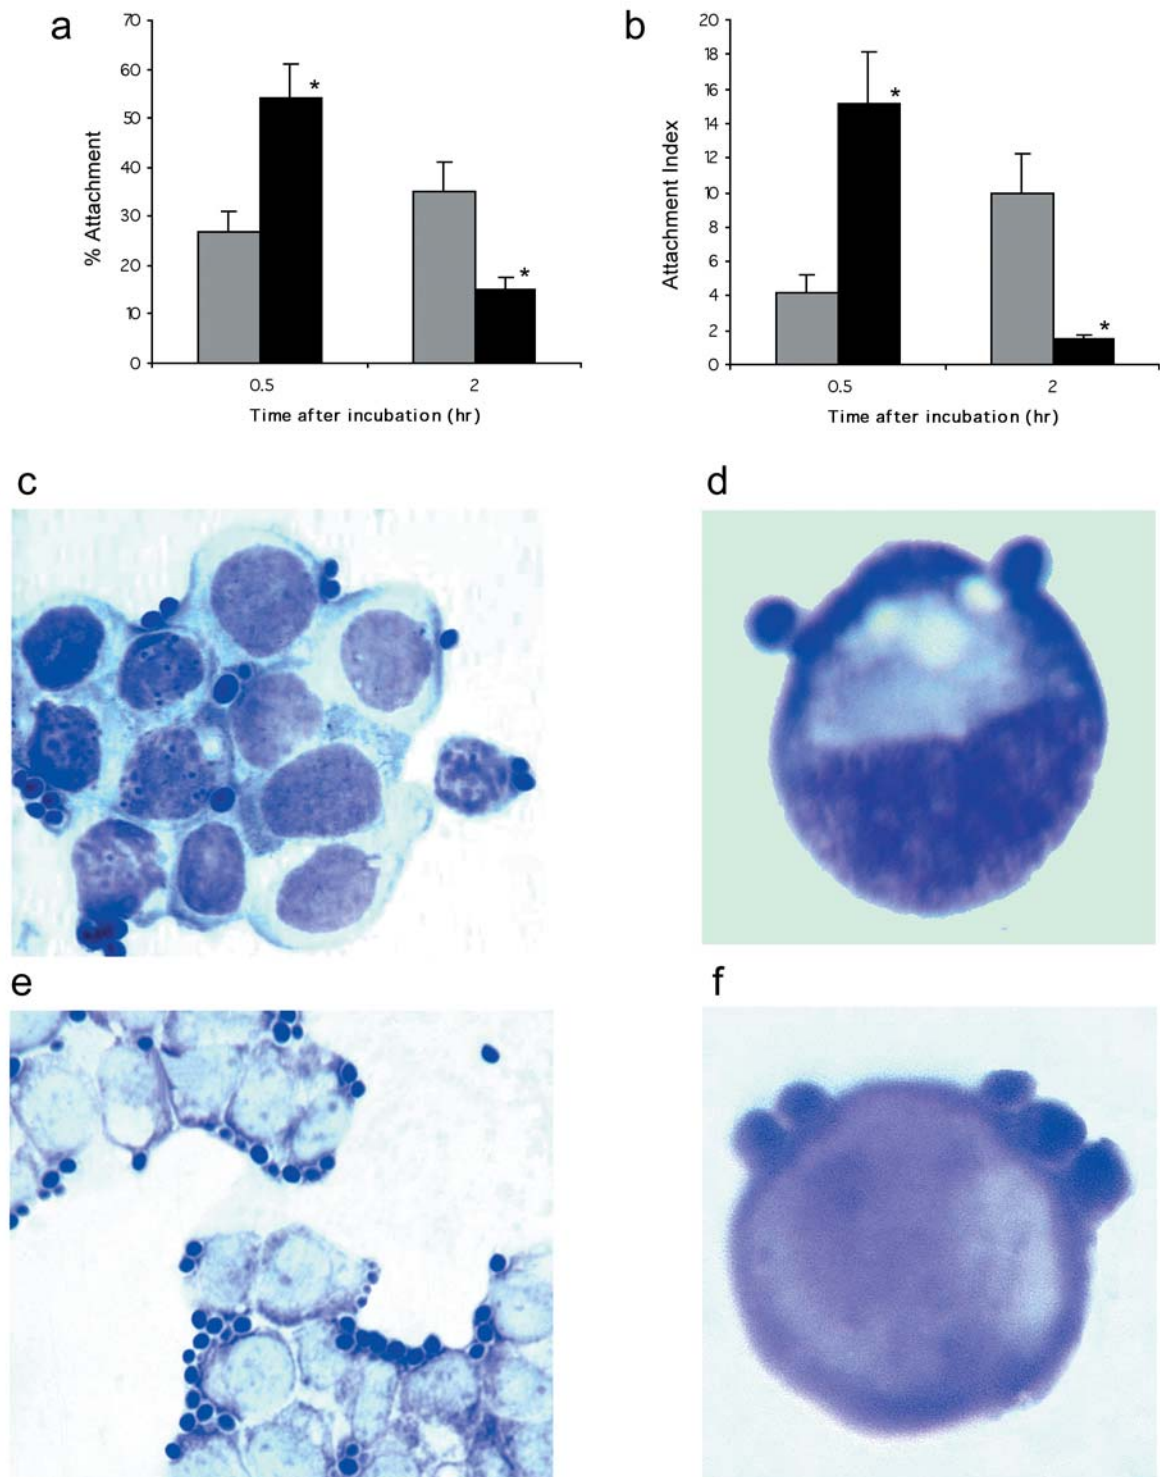 a
70
60
50
40
30
20
10
0
% Attachment
*
*
0.5
2
Time after incubation (hr)
b
20
18
16
14
12
10
8
6
4
2
0
Attachment Index
*
*
0.5
2
Time after incubation (hr)
c
d
e
f